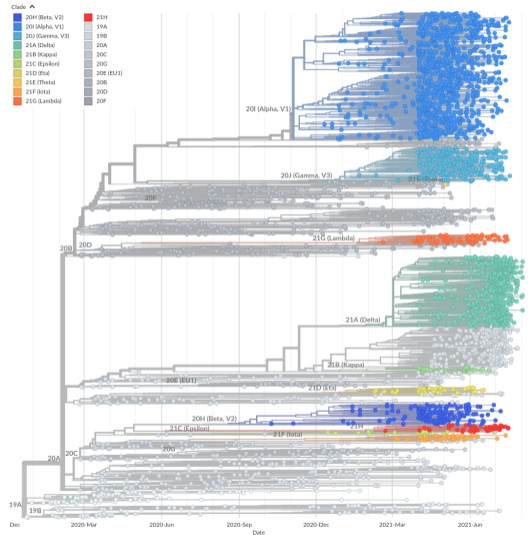 Clade
20H (Beta, V2)
20I (Alpha, V1)
20J (Gamma, V3)
21A (Delta)
21B (Kappa)
21C (Epsilon)
21D (Eta)
21E (Theta)
21F (Iota)
21G (Lambda)
21H
19A
19B
20A
20C
20G
20E (EU1)
20B
20D
20F
20I (Alpha, V1)
20J (Gamma, V3)
20F
20B
20D
21G (Lambda)
21A (Delta)
21B (Kappa)
20E (EU1)
21D (Eta)
20H (Beta, V2)
21C (Epsilon)
21H
21F (Iota)
20G
20C
20A
19A
19B
Dec
2020-Mar
2020-Jun
2020-Sep
2020-Dec
2021-Mar
2021-Jun
Date